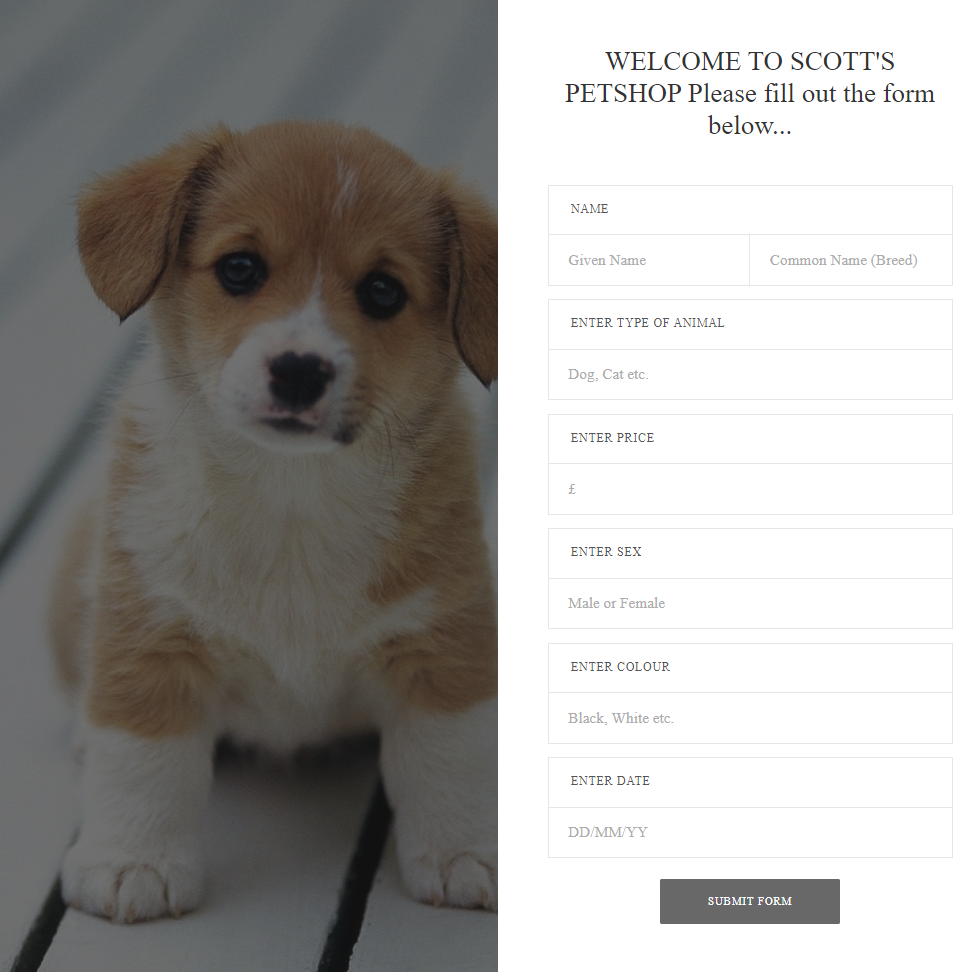 WELCOME TO SCOTT'S
PETSHOP Please fill out the form
below...
NAME
Given Name
Common Name (Breed)
ENTER TYPE OF ANIMAL
Dog, Cat etc.
ENTER PRICE
£
ENTER SEX
Male or Female
ENTER COLOUR
Black, White etc.
ENTER DATE
DD/MM/YY
SUBMIT FORM